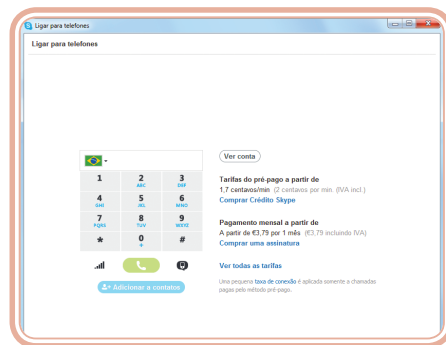 Ligar para telefones
Ligar para telefones
Ver conta
1 2 3
ABC DEF
4 5 6
GHI JKL MNO
7 8 9
PQRS TUV WXYZ
* 0 #
+
Adicionar a contatos
Tarifas do pré-pago a partir de
1,7 centavos/min (2 centavos por min (IVA incl.)
Comprar Crédito Skype
Pagamento mensal a partir de
A partir de €3,79 por 1 mês (€3,79 incluindo IVA)
Comprar uma assinatura
Ver todas as tarifas
Uma pequena taxa de conexão é aplicada somente a chamadas
pagas pelo método pré-pago.